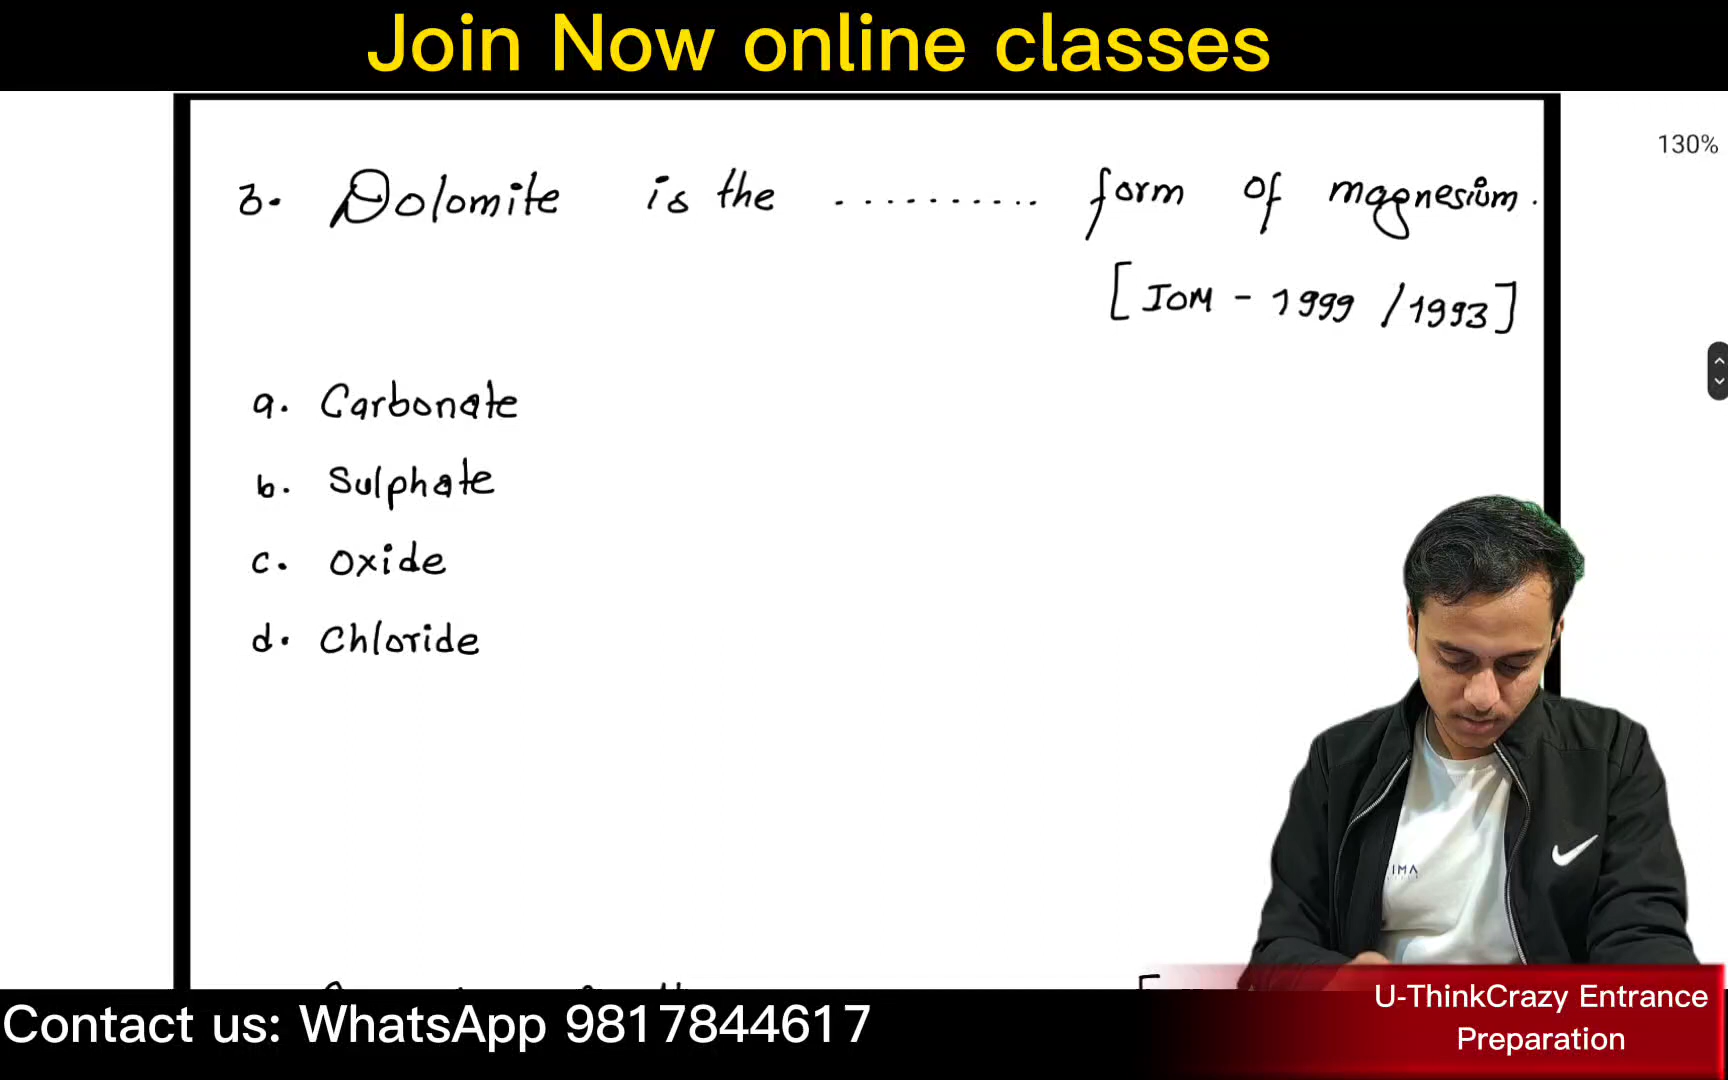 Join Now online classes
130%
3. Dolomite is the .......... form of magnesium.
[IOM - 1999 / 1993]
a. Carbonate
b. Sulphate
c. Oxide
d. Chloride
IMA
Contact us: WhatsApp 9817844617
U-ThinkCrazy Entrance
Preparation